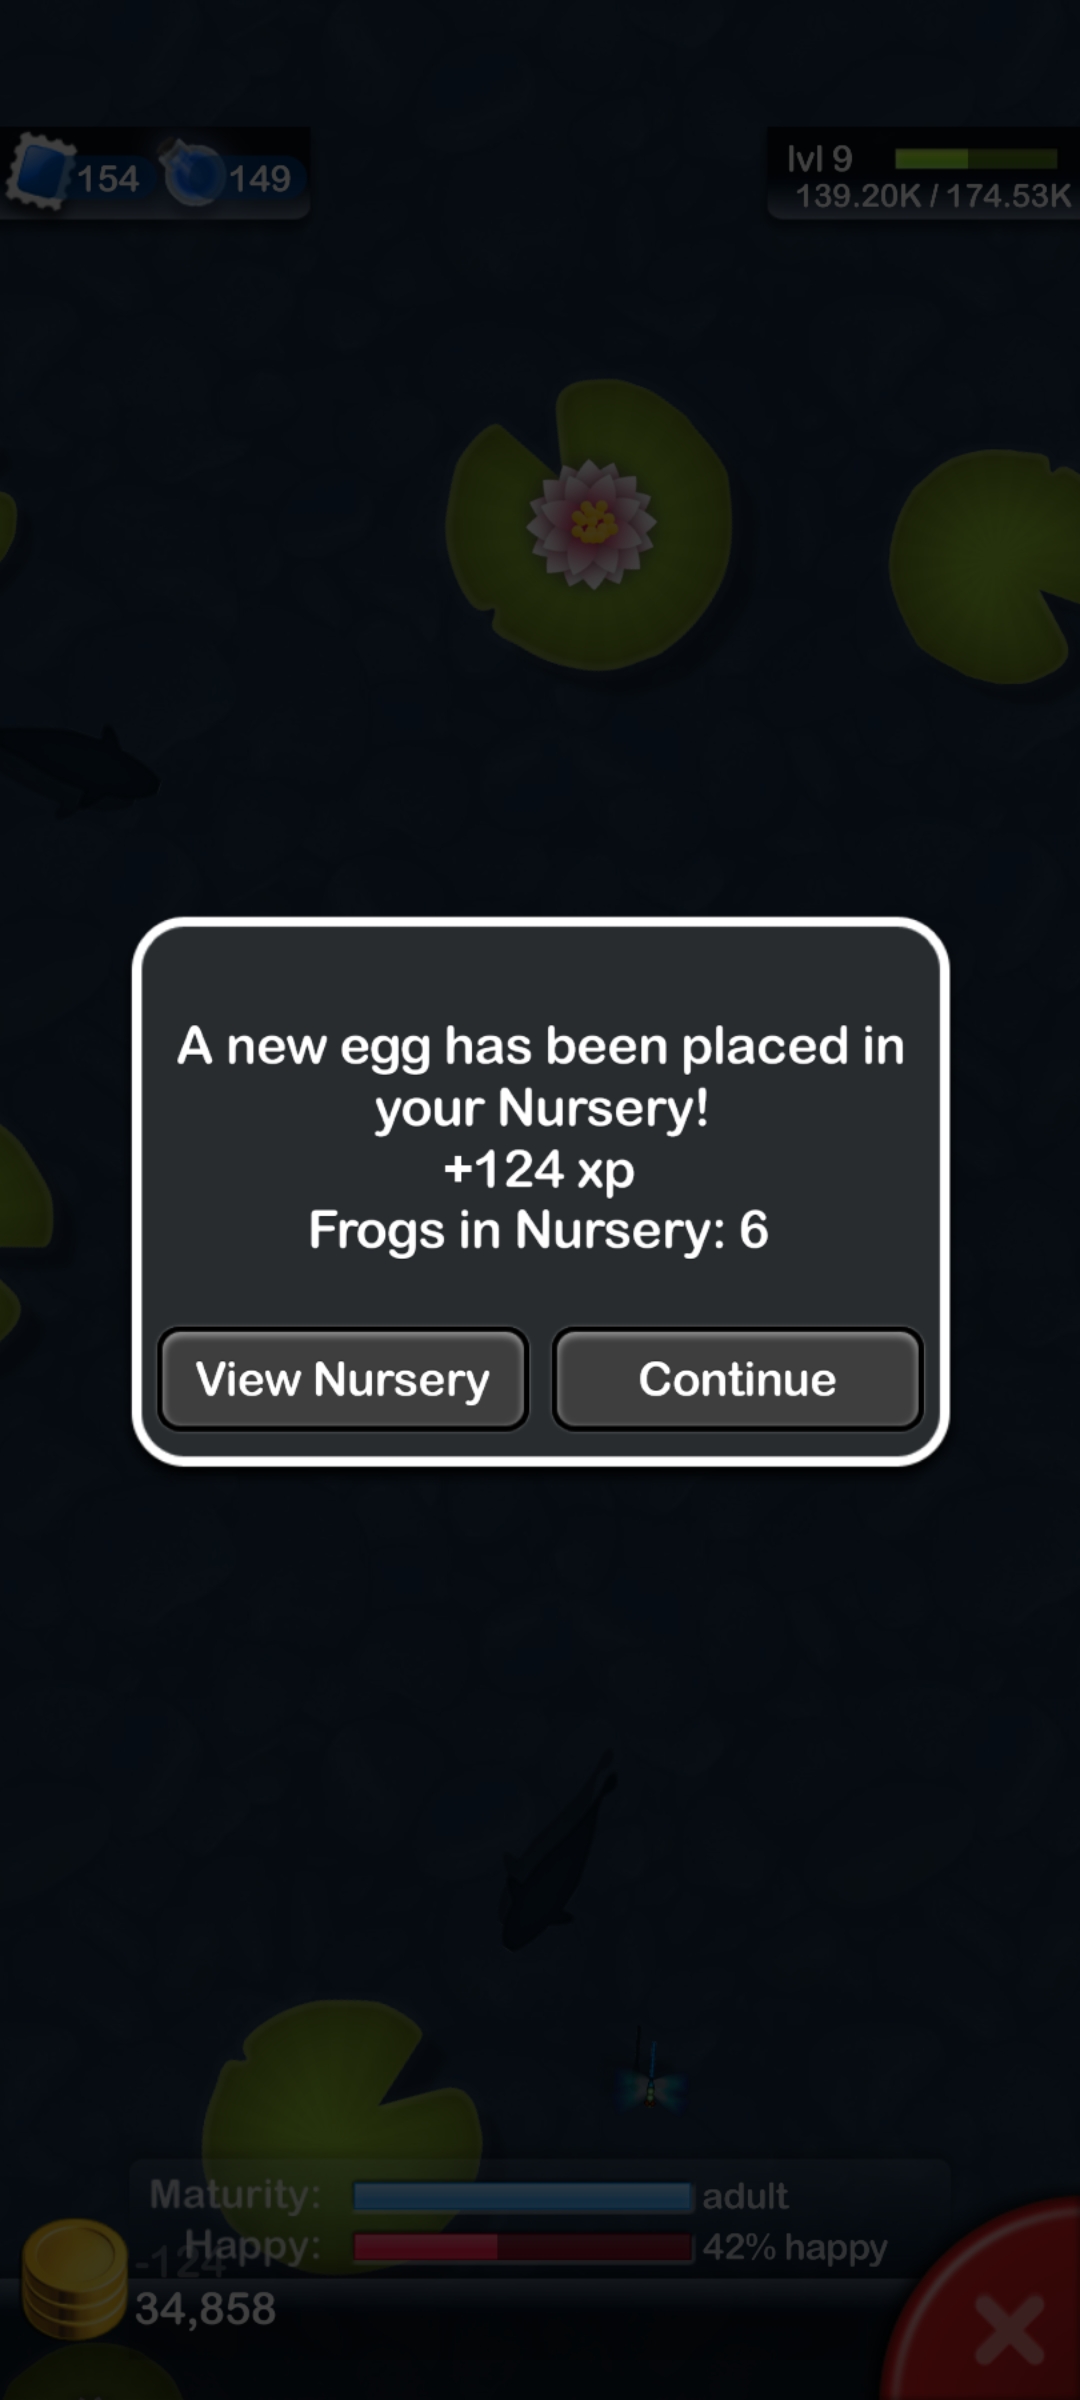 154 149
lvl 9
139.20K / 174.53K
A new egg has been placed in
your Nursery!
+124 xp
Frogs in Nursery: 6
View Nursery Continue
Maturity: adult
Happy: 42% happy
-124
34,858